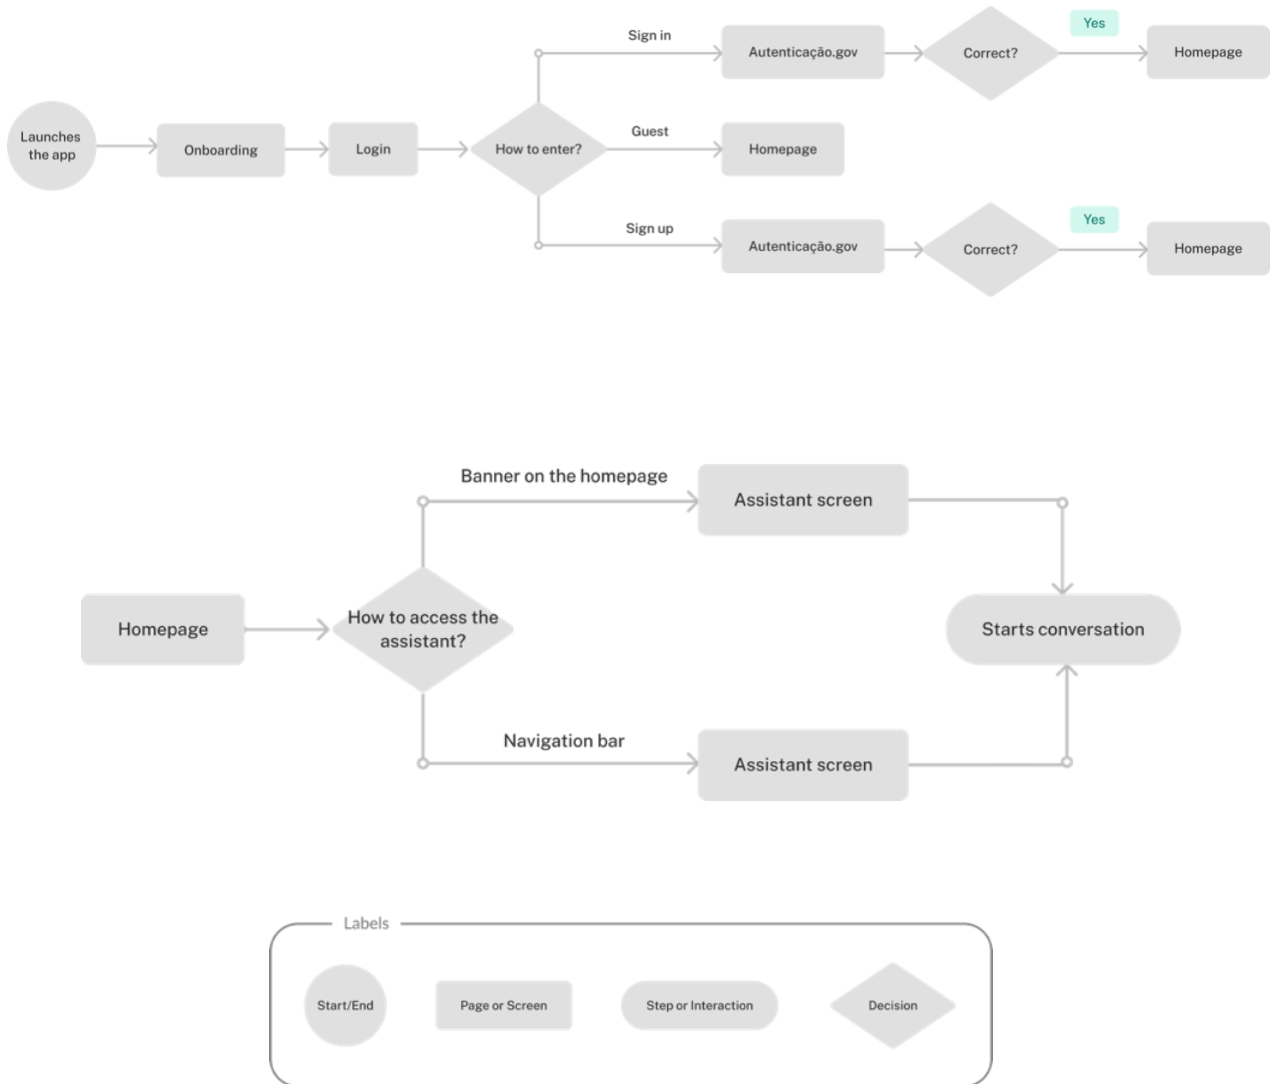 Sign in
Autenticação.gov
Correct?
Yes
Homepage
Launches
the app
Onboarding
Login
How to enter?
Guest
Homepage
Sign up
Autenticação.gov
Correct?
Yes
Homepage
Banner on the homepage
Assistant screen
Homepage
How to access the
assistant?
Starts conversation
Navigation bar
Assistant screen
Labels
Start/End
Page or Screen
Step or Interaction
Decision